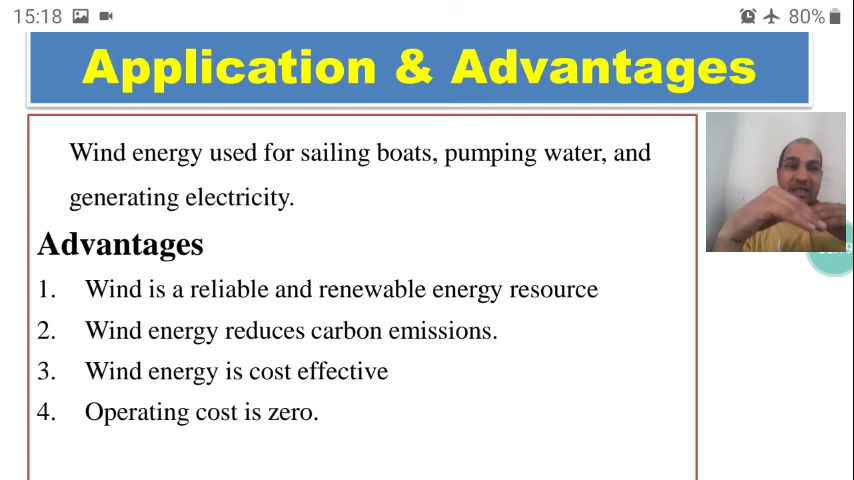 15:18 80%
Application & Advantages
Wind energy used for sailing boats, pumping water, and
generating electricity.
Advantages
1. Wind is a reliable and renewable energy resource
2. Wind energy reduces carbon emissions.
3. Wind energy is cost effective
4. Operating cost is zero.